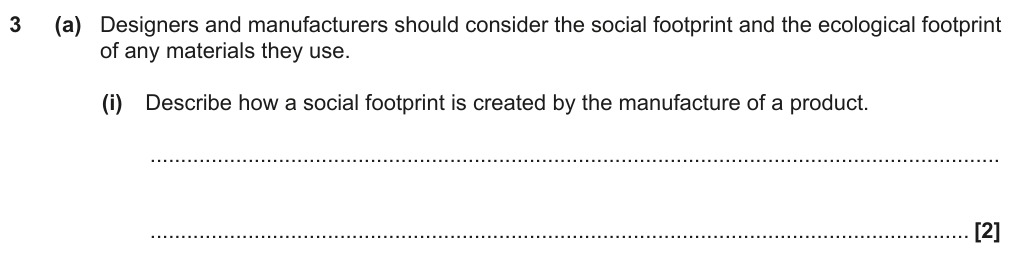 3 (a) Designers and manufacturers should consider the social footprint and the ecological footprint
of any materials they use.
(i) Describe how a social footprint is created by the manufacture of a product.
..........................................................................................................................................
..................................................................................................................................... [2]